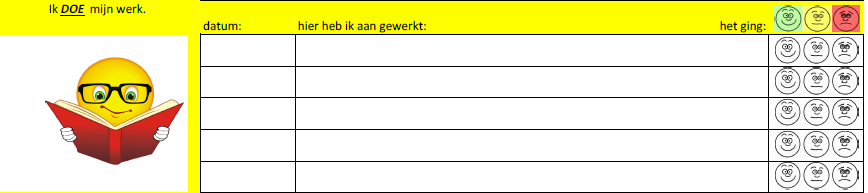 Ik DOE mijn werk.
datum: hier heb ik aan gewerkt: het ging: